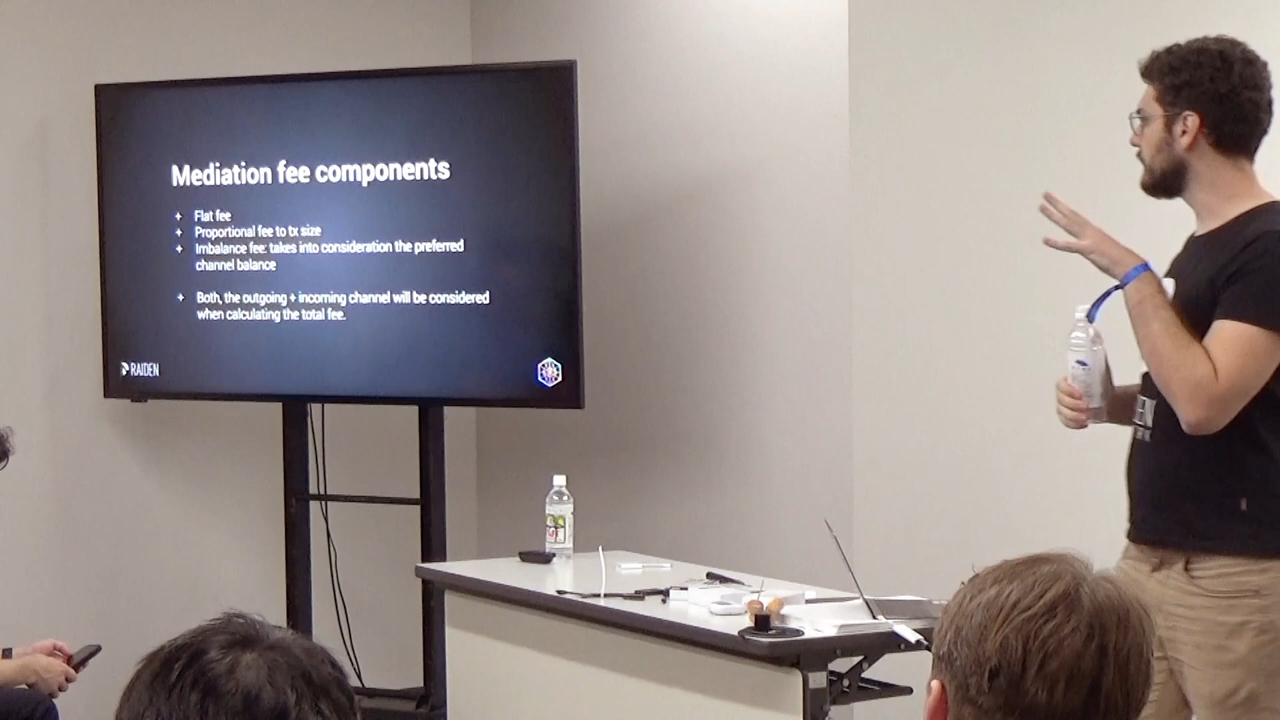 Mediation fee components
Flat fee
Proportional fee to tx size
Imbalance fee: takes into consideration the preferred
channel balance
Both, the outgoing + incoming channel will be considered
when calculating the total fee.
RAIDEN